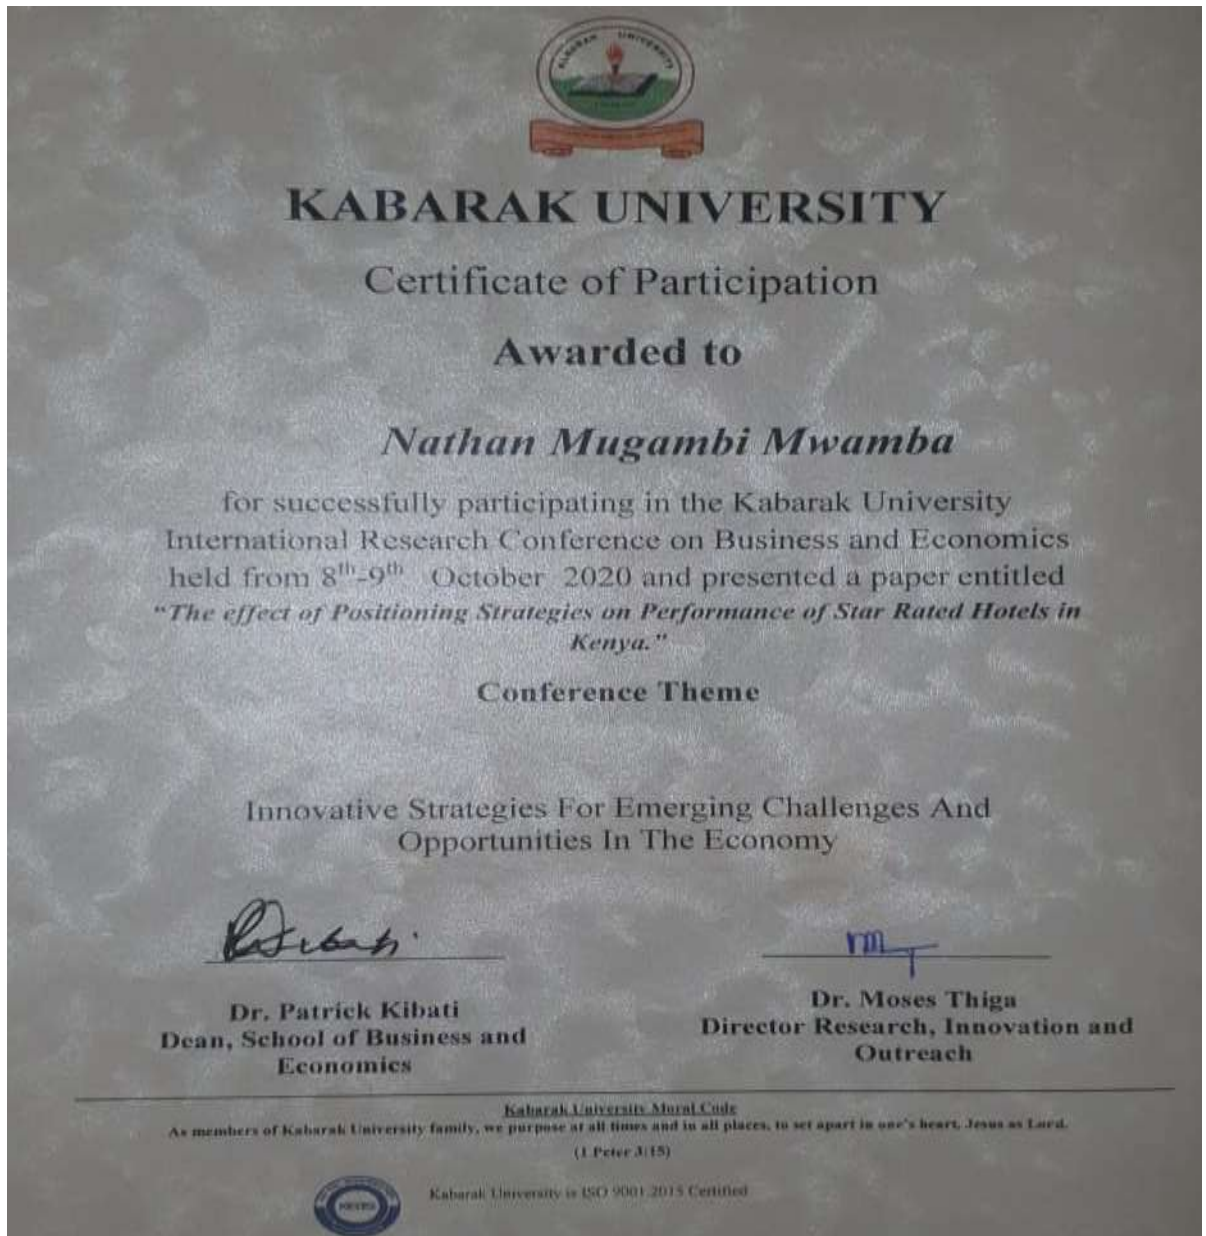 KABARAK UNIVERSITY
KABARAK UNIVERSITY
Certificate of Participation
Awarded to
Nathan Mugambi Mwamba
for successfully participating in the Kabarak University
International Research Conference on Business and Economics
held from 8th-9th October 2020 and presented a paper entitled
"The effect of Positioning Strategies on Performance of Star Rated Hotels in
Kenya."
Conference Theme
Innovative Strategies For Emerging Challenges And
Opportunities In The Economy
Dr. Patrick Kibati
Dean, School of Business and
Economics
Dr. Moses Thiga
Director Research, Innovation and
Outreach
Kabarak University Moral Code
As members of Kabarak University family, we purpose at all times and in all places, to set apart in one's heart, Jesus as Lord.
(1 Peter 3:15)
Kabarak University is ISO 9001:2015 Certified